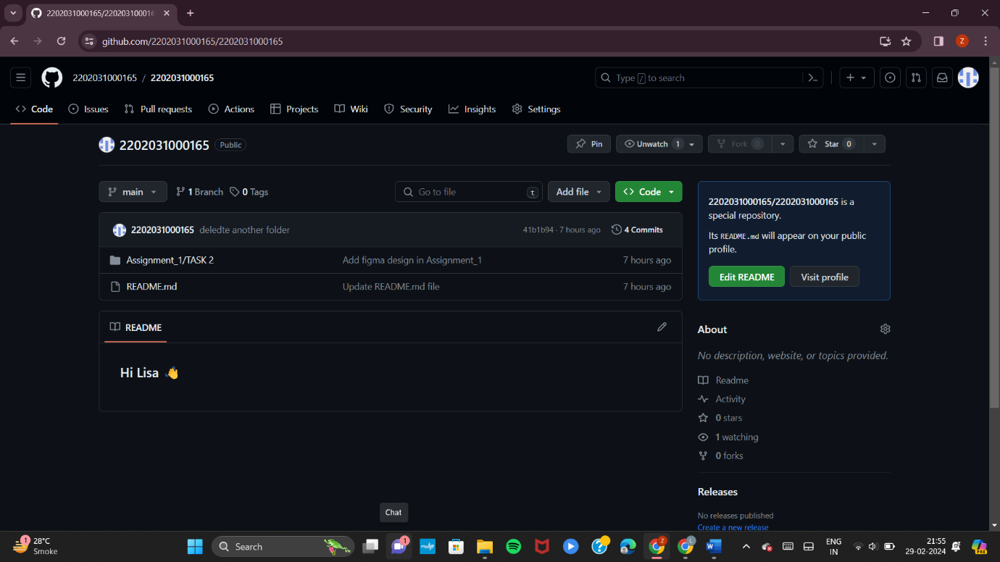 2202031000165/22020310001
github.com/2202031000165/2202031000165
2202031000165 / 2202031000165
Type / to search
Code Issues Pull requests Actions Projects Wiki Security Insights Settings
2202031000165 Public
Pin Unwatch 1 Fork 0 Star 0
main 1 Branch 0 Tags Go to file t Add file Code
2202031000165 deledte another folder 41b1b94 · 7 hours ago 4 Commits
Assignment_1/TASK 2 Add figma design in Assignment_1 7 hours ago
README.md Update README.md file 7 hours ago
README
Hi Lisa 👋
2202031000165/2202031000165 is a
special repository.
Its README.md will appear on your public
profile.
Edit README Visit profile
About
No description, website, or topics provided.
Readme
Activity
0 stars
1 watching
0 forks
Releases
No releases published
Create a new release
Chat
1 28°C
Smoke
Search
1
myhp
Z
L
W
PRE
ENG
IN
21:55
29-02-2024